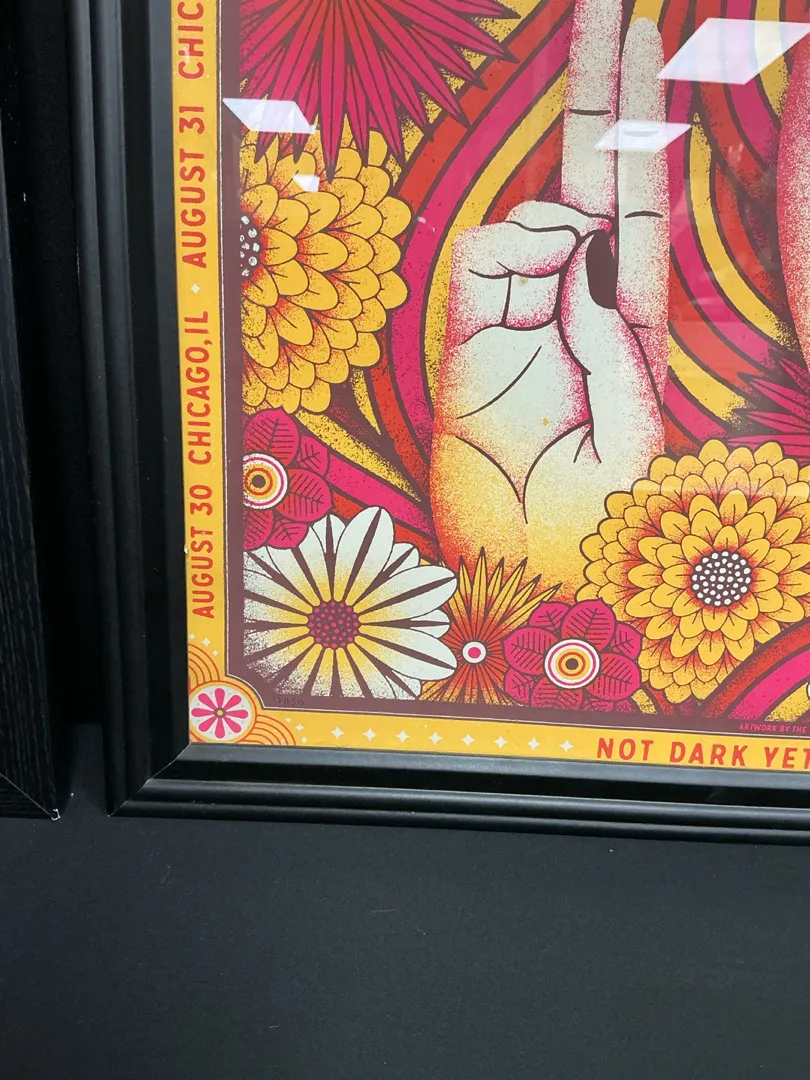 AUGUST 30 CHICAGO, IL ✦ AUGUST 31 CHIC
ARTWORK BY THE
NOT DARK YET